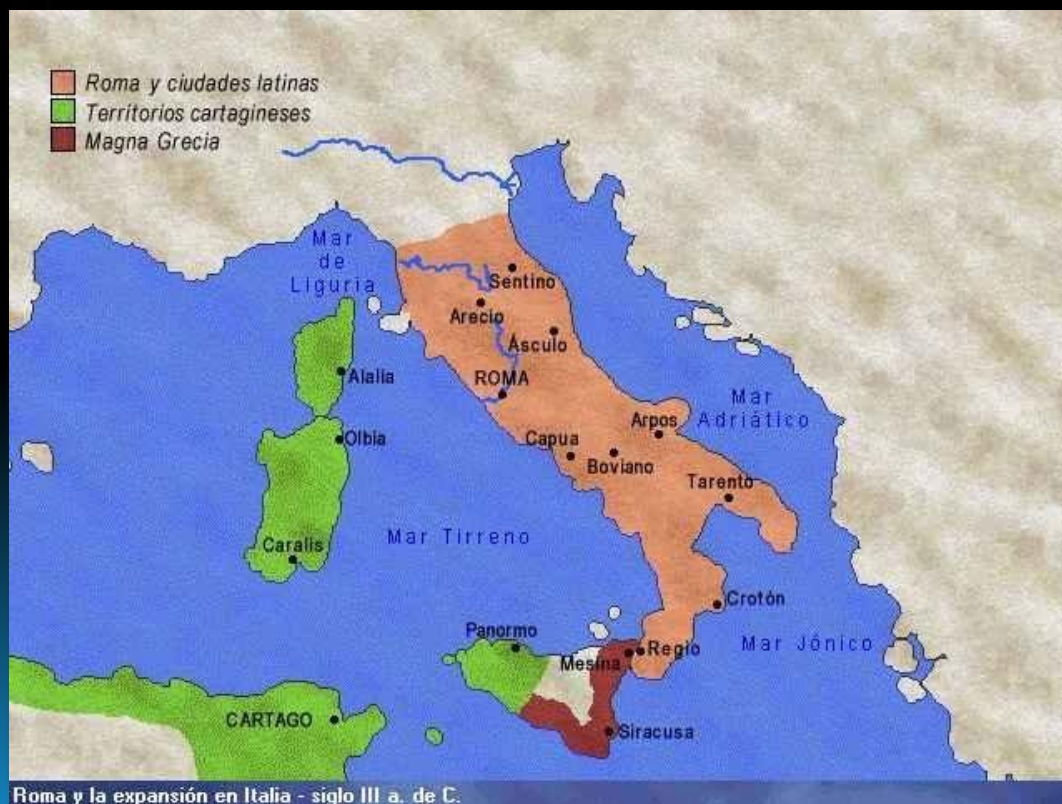 Roma y ciudades latinas
Territorios cartagineses
Magna Grecia
Mar
de
Liguria
Sentino
Arecio
Ásculo
Alalia
ROMA
Mar
Adriático
Arpos
Olbia
Capua
Boviano
Tarento
Mar Tirreno
Caralis
Crotón
Panormo
Mesina
Regio
Mar Jónico
CARTAGO
Siracusa
Roma y la expansión en Italia - siglo III a. de C.